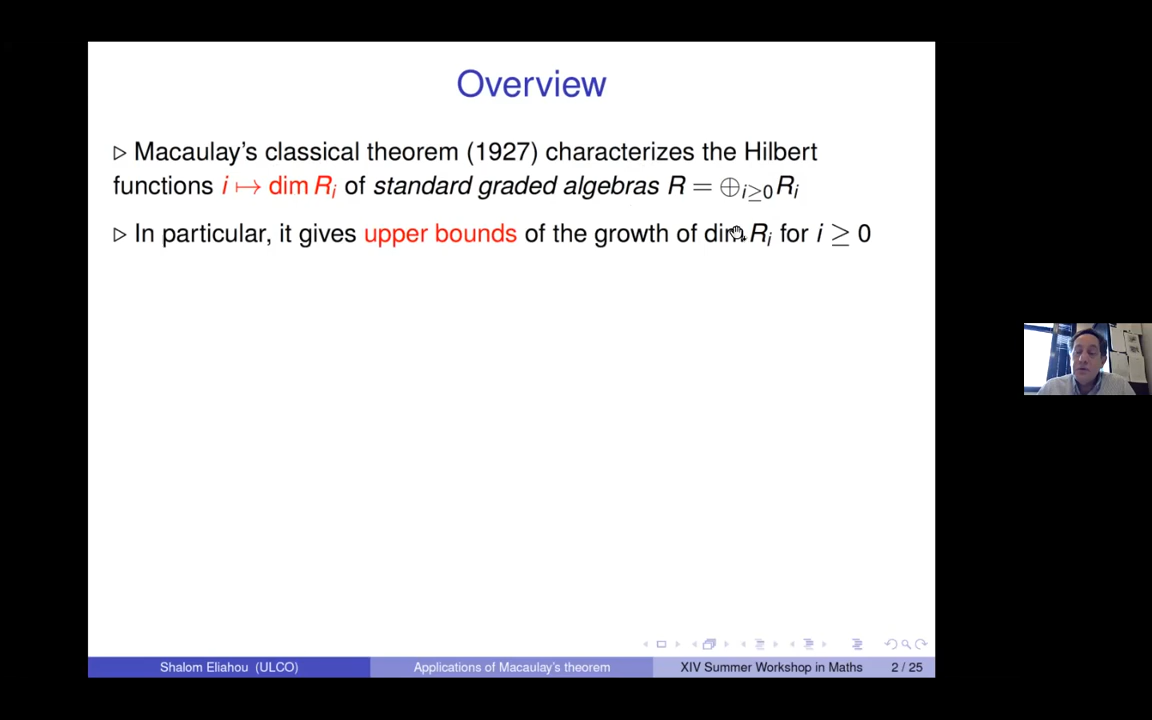 Overview
▷ Macaulay's classical theorem (1927) characterizes the Hilbert
functions i ↦ dim R_i of standard graded algebras R = ⊕_{i≥0} R_i
▷ In particular, it gives upper bounds of the growth of dim R_i for i ≥ 0
Shalom Eliahou (ULCO) Applications of Macaulay's theorem XIV Summer Workshop in Maths 2 / 25